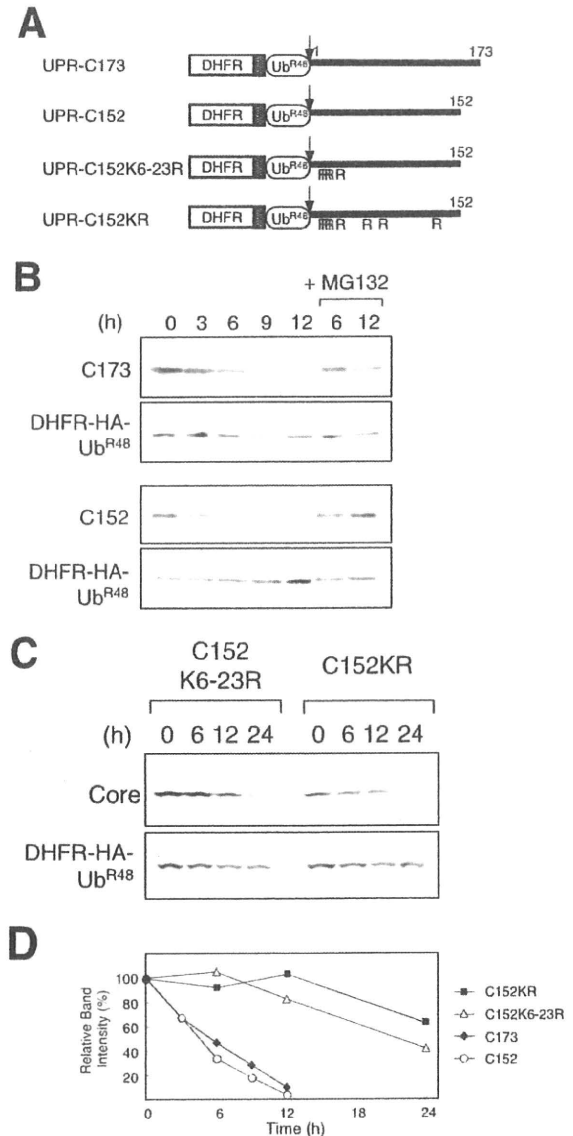 A
UPR-C173 DHFR Ub^R48 1 173
UPR-C152 DHFR Ub^R48 152
UPR-C152K6-23R DHFR Ub^R48 152
RRRR R
UPR-C152KR DHFR Ub^R48 152
RRRR R R R R
B
+ MG132
(h) 0 3 6 9 12 6 12
C173
DHFR-HA-
Ub^R48
C152
DHFR-HA-
Ub^R48
C
C152
K6-23R
C152KR
(h) 0 6 12 24 0 6 12 24
Core
DHFR-HA-
Ub^R48
D
Relative Band
Intensity (%)
100
80
60
40
20
0 6 12 24
Time (h)
C152KR
C152K6-23R
C173
C152